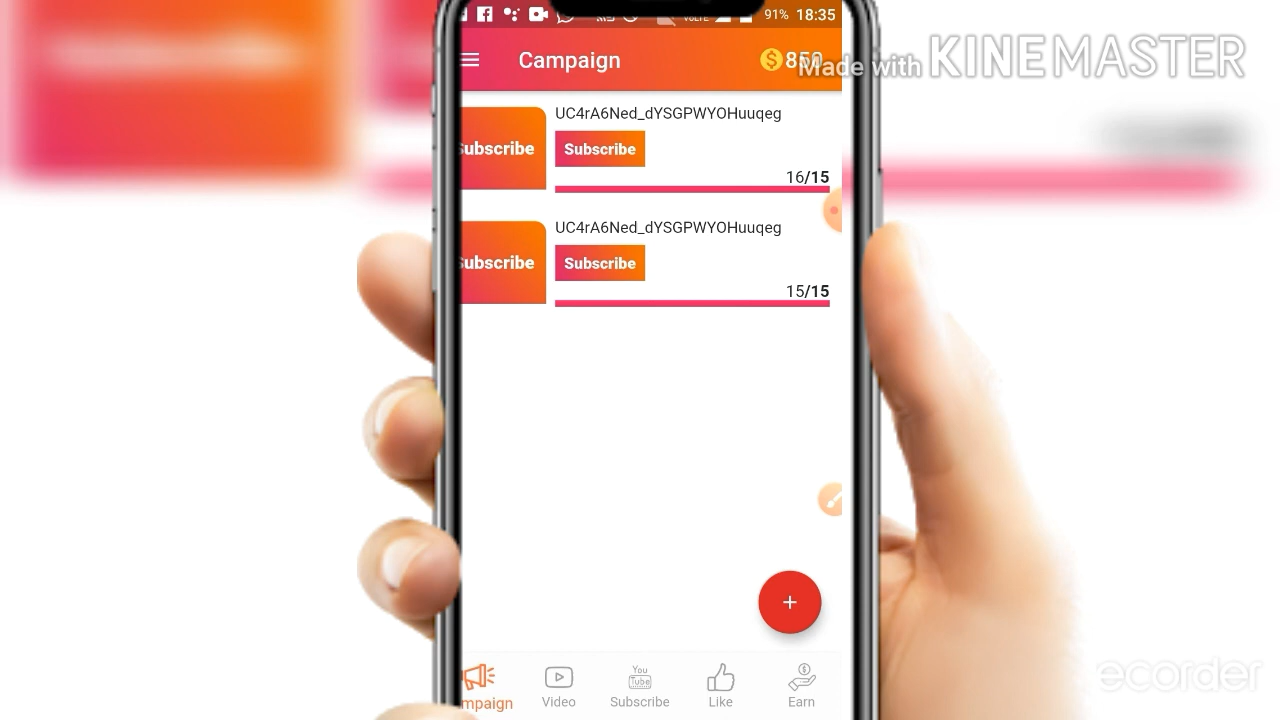 91% 18:35
Campaign
850
Made with KINEMASTER
UC4rA6Ned_dYSGPWYOHuuqeg
Subscribe
Subscribe
16/15
UC4rA6Ned_dYSGPWYOHuuqeg
Subscribe
Subscribe
15/15
+
You
Tube
mpaign
Video
Subscribe
Like
Earn
ecorder